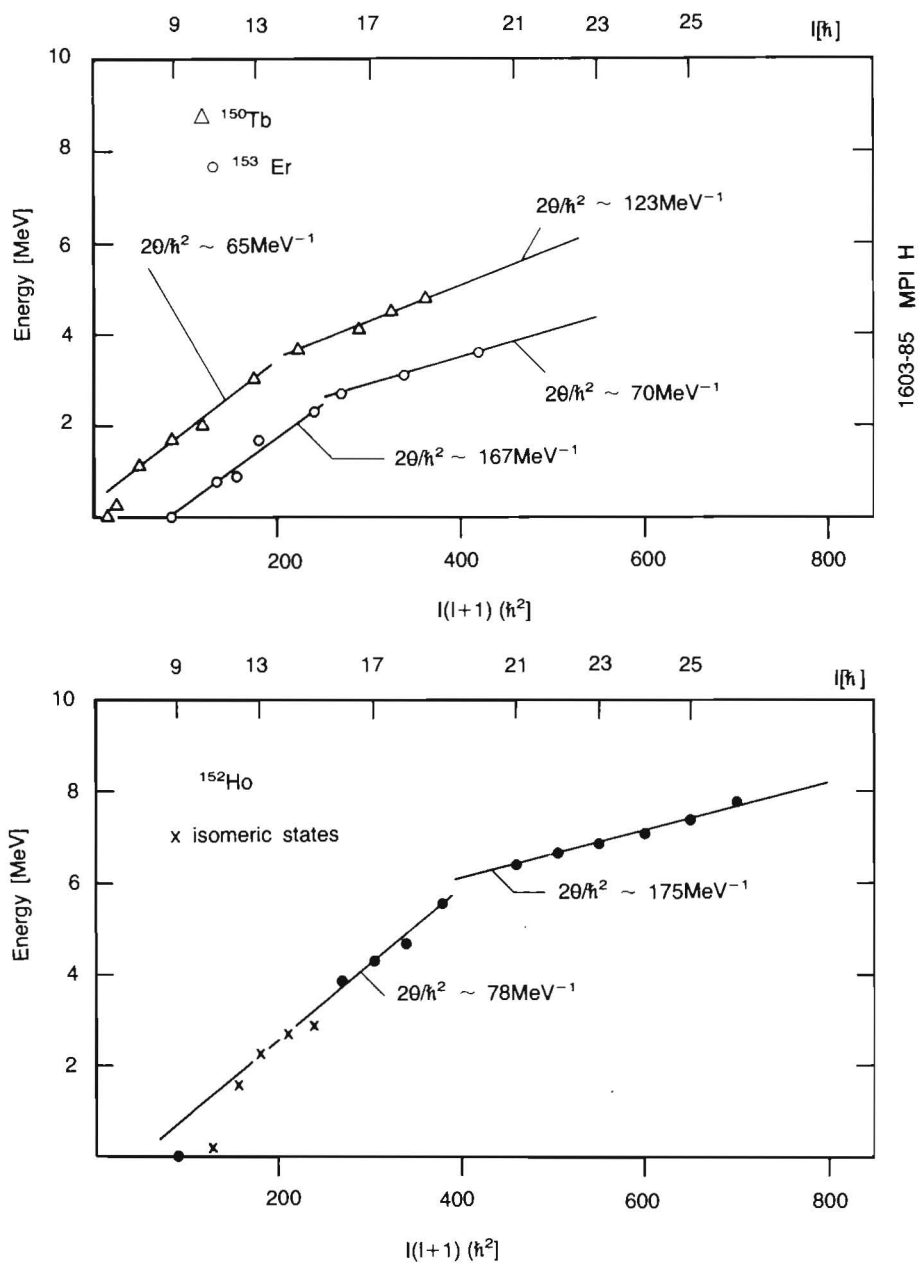 9 13 17 21 23 25 I[ħ]
10
8
6
4
2
Energy [MeV]
△ ¹⁵⁰Tb
○ ¹⁵³ Er
2θ/ħ² ~ 65MeV⁻¹
2θ/ħ² ~ 123MeV⁻¹
2θ/ħ² ~ 70MeV⁻¹
2θ/ħ² ~ 167MeV⁻¹
1603-85 MPI H
200 400 600 800
I(I+1) (ħ²)
9 13 17 21 23 25 I[ħ]
10
8
6
4
2
Energy [MeV]
¹⁵²Ho
x isomeric states
2θ/ħ² ~ 175MeV⁻¹
2θ/ħ² ~ 78MeV⁻¹
200 400 600 800
I(I+1) (ħ²)